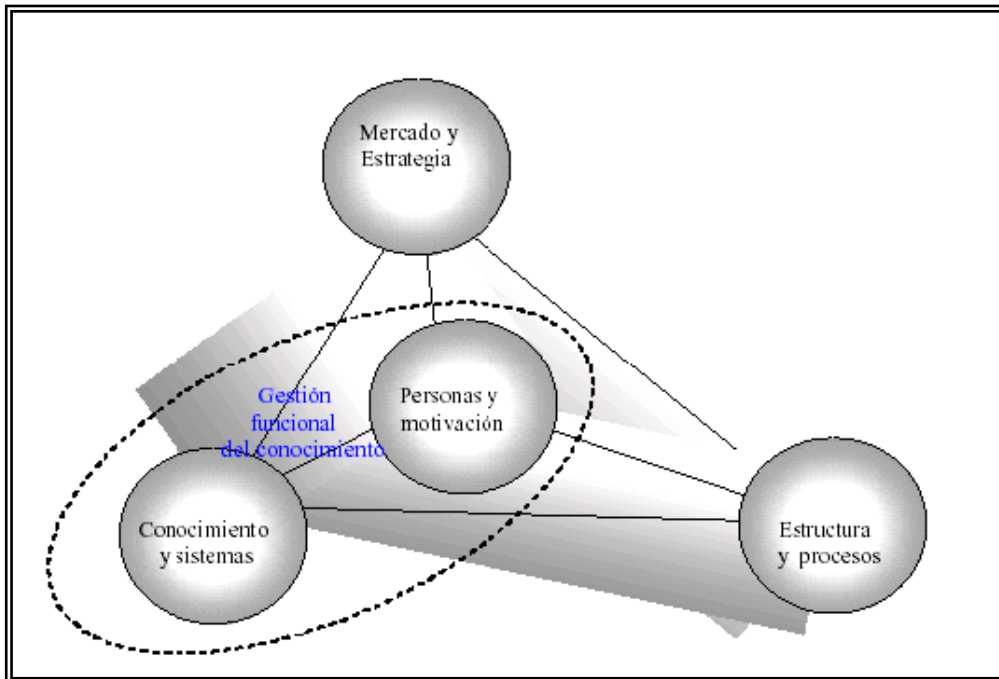 Mercado y
Estrategia
Gestión
funcional
del conocimiento
Personas y
motivación
Conocimiento
y sistemas
Estructura
y procesos